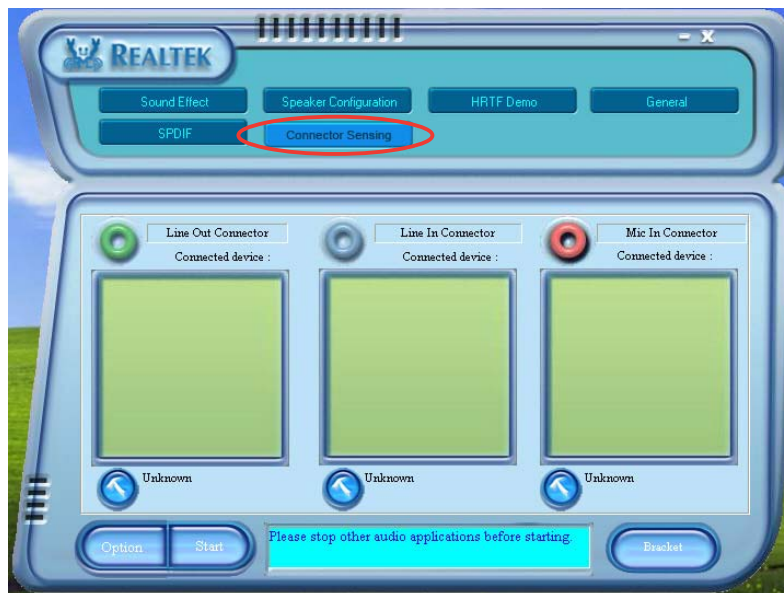 REALTEK
- X
Sound Effect
Speaker Configuration
HRTF Demo
General
SPDIF
Connector Sensing
Line Out Connector
Connected device :
Line In Connector
Connected device :
Mic In Connector
Connected device :
Unknown
Unknown
Unknown
Option
Start
Please stop other audio applications before starting.
Bracket